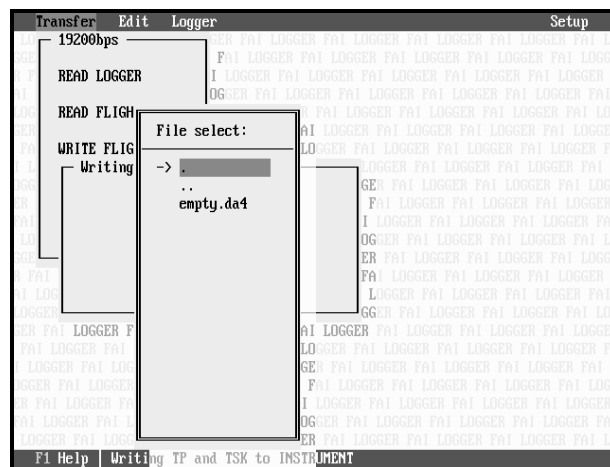 Transfer Edit Logger Setup
19200bps
READ LOGGER
READ FLIGH
WRITE FLIG
Writing
File select:
-> .
..
empty.da4
F1 Help | Writing TP and TSK to INSTRUMENT